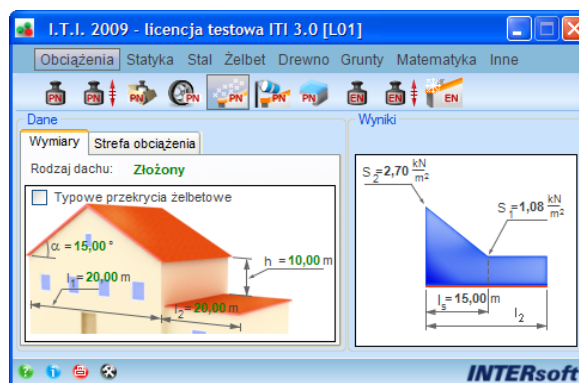 I.T.I. 2009 - licencja testowa ITI 3.0 [L01]
Obciążenia Statyka Stal Żelbet Drewno Grunty Matematyka Inne
PN PN PN PN PN PN PN EN EN EN
Dane
Wymiary Strefa obciążenia
Rodzaj dachu: Złożony
Typowe przekrycia żelbetowe
α = 15,00 °
h = 10,00 m
l1 = 20,00 m
l2 = 20,00 m
Wyniki
S2=2,70 kN/m²
S1=1,08 kN/m²
ls = 15,00 m
l2
INTERsoft